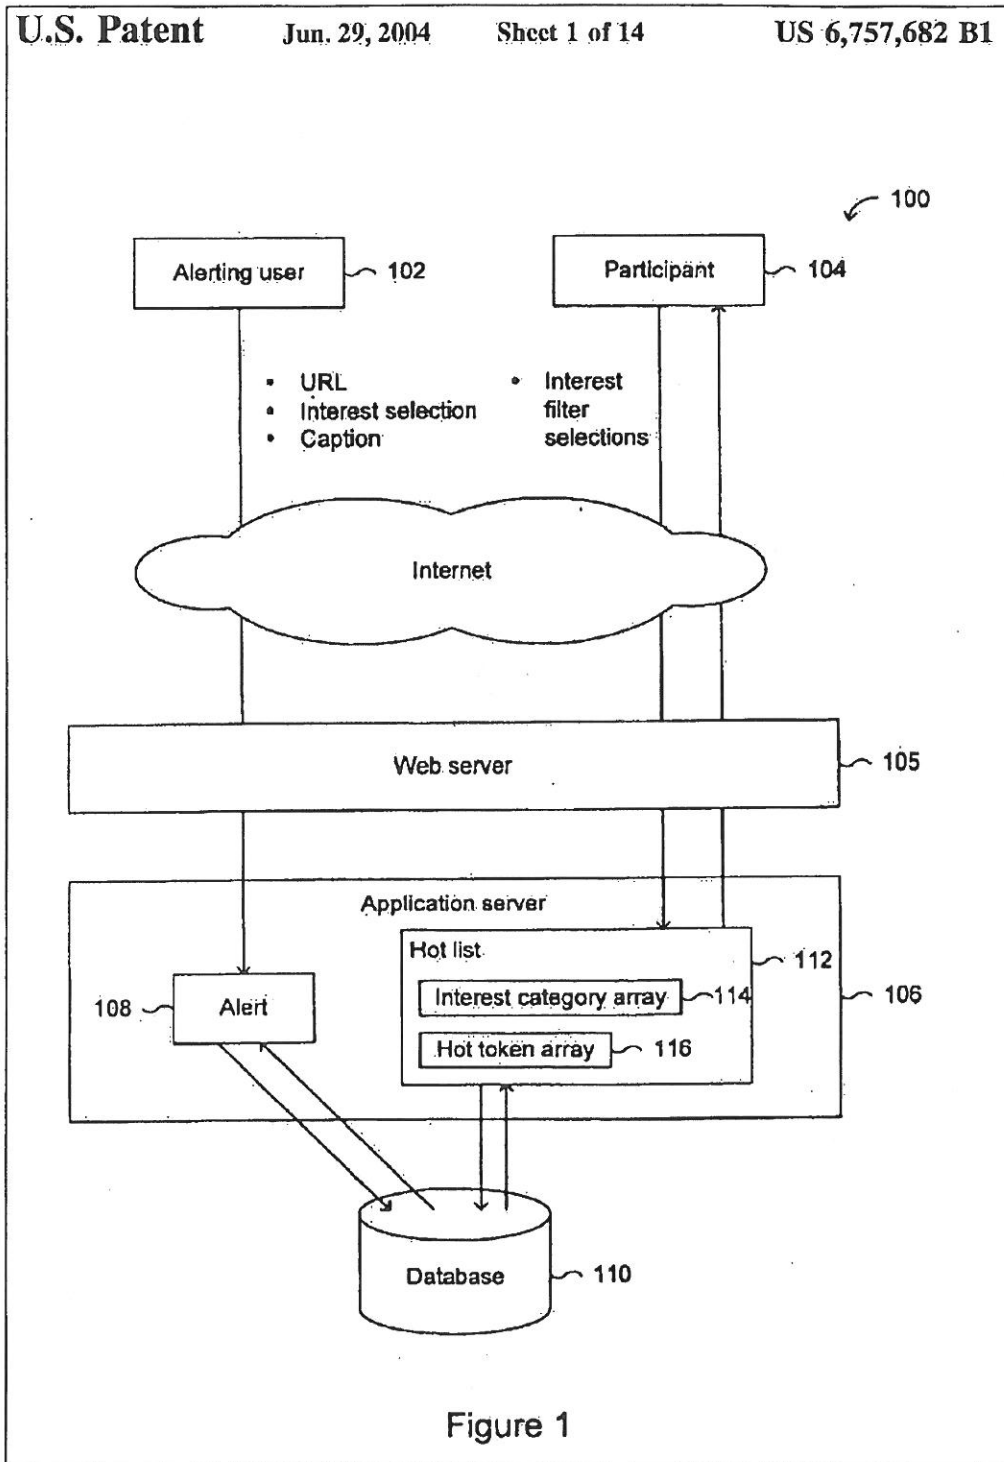 U.S. Patent Jun. 29, 2004 Sheet 1 of 14 US 6,757,682 B1
100
Alerting user 102
Participant 104
• URL
• Interest selection
• Caption
• Interest
filter
selections
Internet
Web server 105
Application server
106
108 Alert
Hot list 112
Interest category array 114
Hot token array 116
Database 110
Figure 1